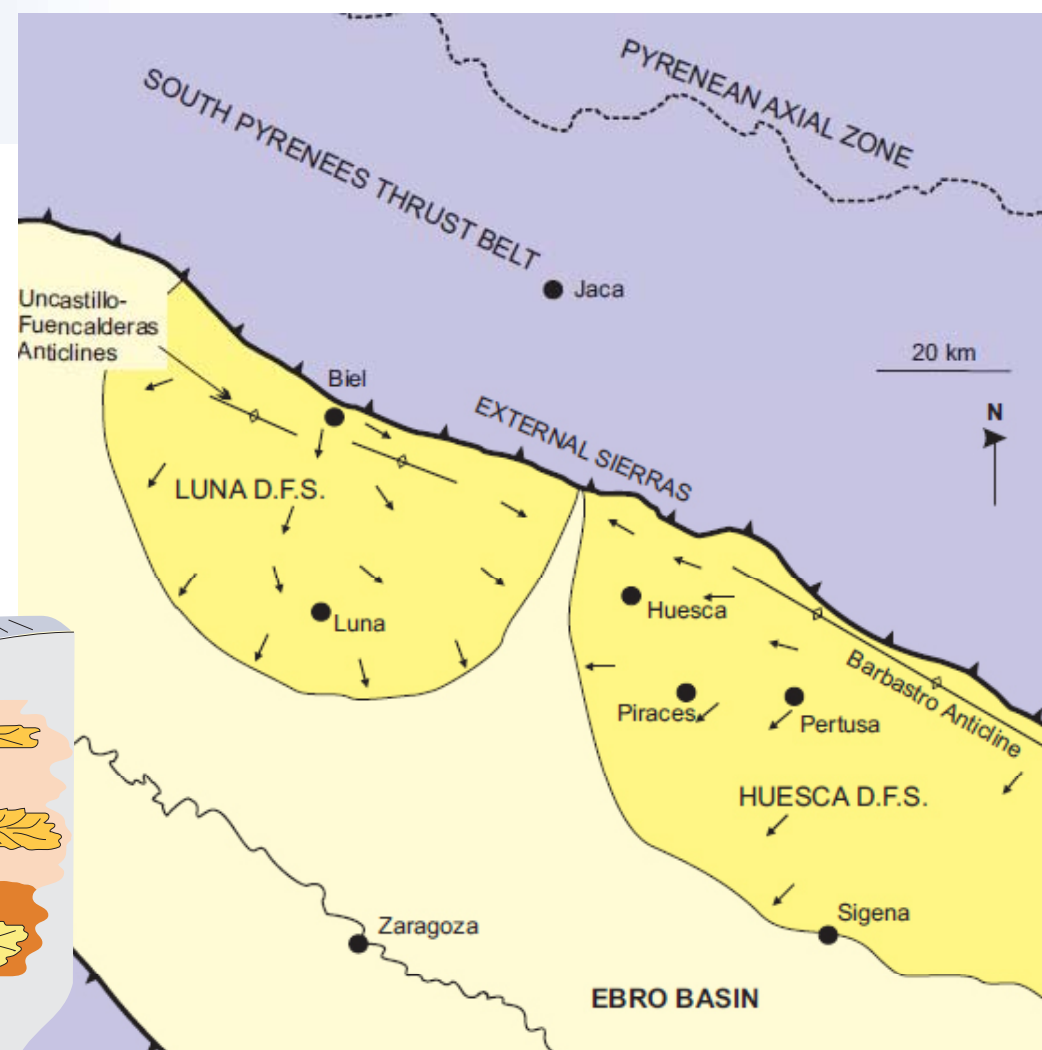 PYRENEAN AXIAL ZONE
SOUTH PYRENEES THRUST BELT
Jaca
Uncastillo-
Fuencalderas
Anticlines
20 km
Biel
N
EXTERNAL SIERRAS
LUNA D.F.S.
Huesca
Luna
Barbastro Anticline
Piraces
Pertusa
HUESCA D.F.S.
Sigena
Zaragoza
EBRO BASIN